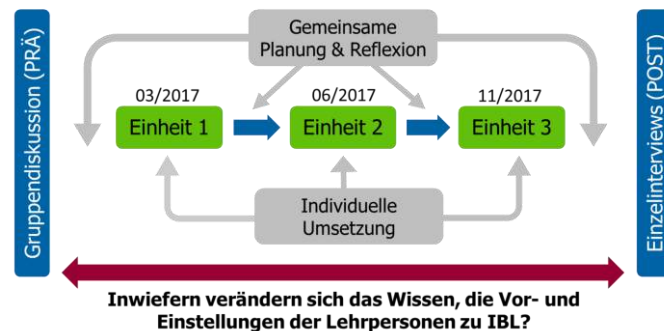 Gruppendiskussion (PRÄ)
Gemeinsame
Planung & Reflexion
03/2017
06/2017
11/2017
Einheit 1
Einheit 2
Einheit 3
Individuelle
Umsetzung
Einzelinterviews (POST)
Inwiefern verändern sich das Wissen, die Vor- und
Einstellungen der Lehrpersonen zu IBL?